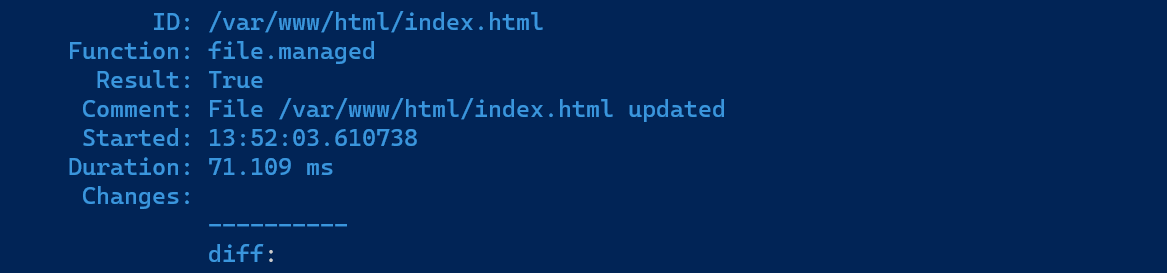 ID: /var/www/html/index.html
Function: file.managed
Result: True
Comment: File /var/www/html/index.html updated
Started: 13:52:03.610738
Duration: 71.109 ms
Changes:
----------
diff: